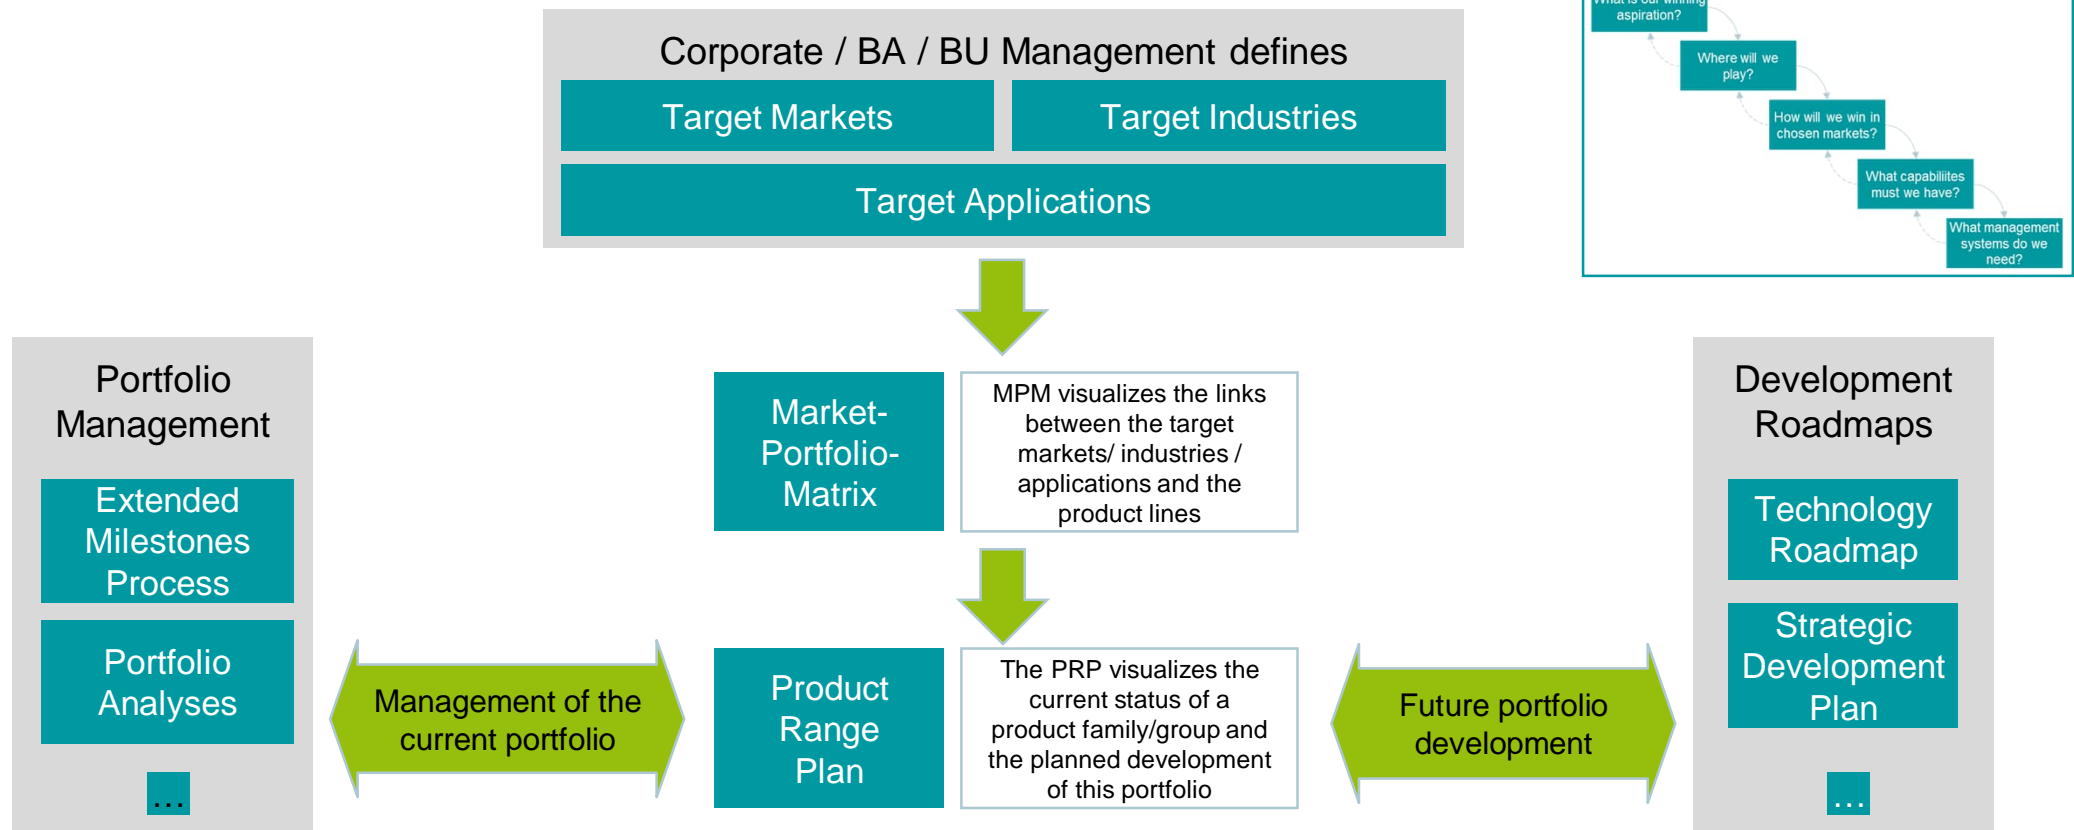 What is our winning
aspiration?
Where will we
play?
How will we win in
chosen markets?
What capabiliites
must we have?
What management
systems do we
need?
Corporate / BA / BU Management defines
Target Markets
Target Industries
Target Applications
Portfolio
Management
Extended
Milestones
Process
Portfolio
Analyses
...
Management of the
current portfolio
Market-
Portfolio-
Matrix
MPM visualizes the links
between the target
markets/ industries /
applications and the
product lines
Product
Range
Plan
The PRP visualizes the
current status of a
product family/group and
the planned development
of this portfolio
Future portfolio
development
Development
Roadmaps
Technology
Roadmap
Strategic
Development
Plan
...